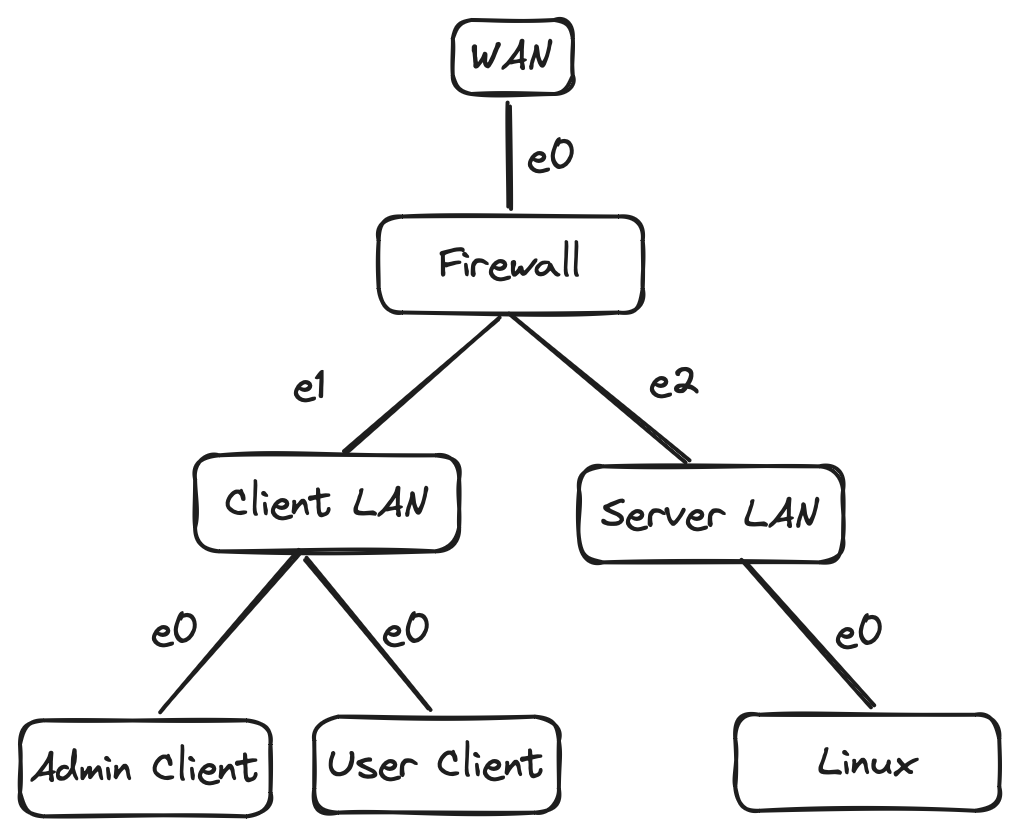 WAN
e0
Firewall
e1
e2
Client LAN
Server LAN
e0
e0
e0
Admin Client
User Client
Linux